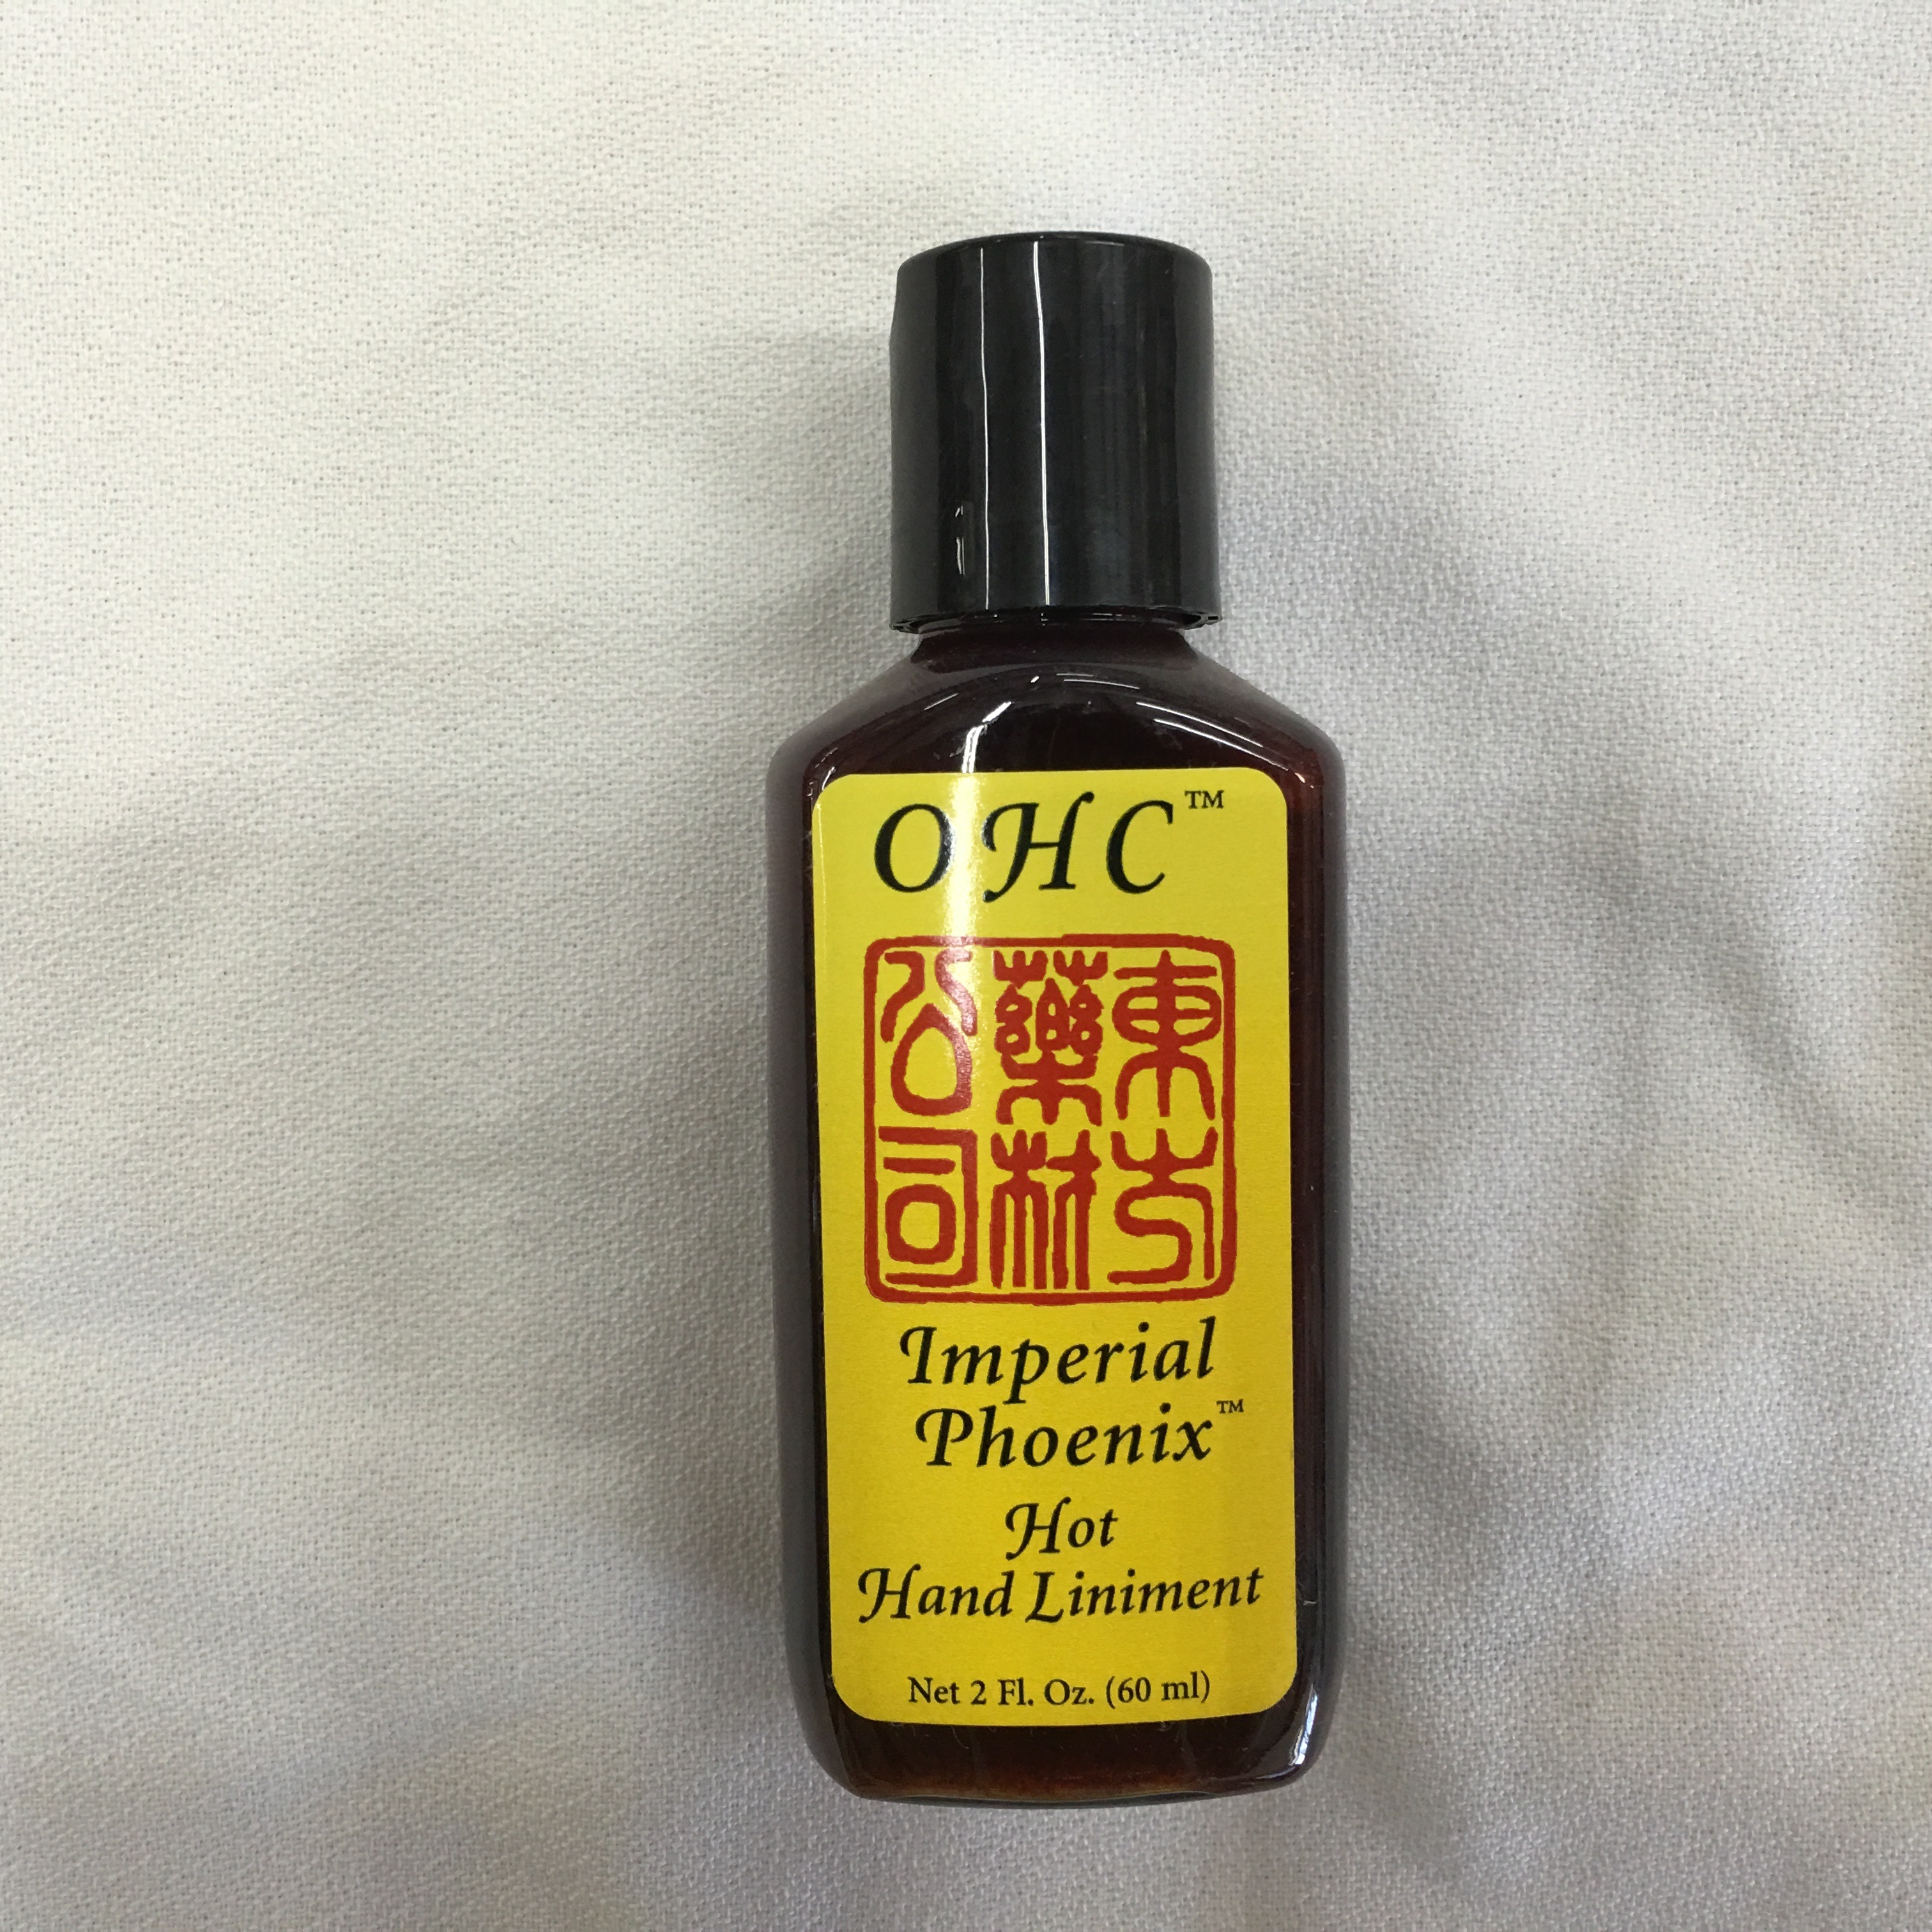 OHC™
東方
藥材
公司
Imperial
Phoenix™
Hot
Hand Liniment
Net 2 Fl. Oz. (60 ml)